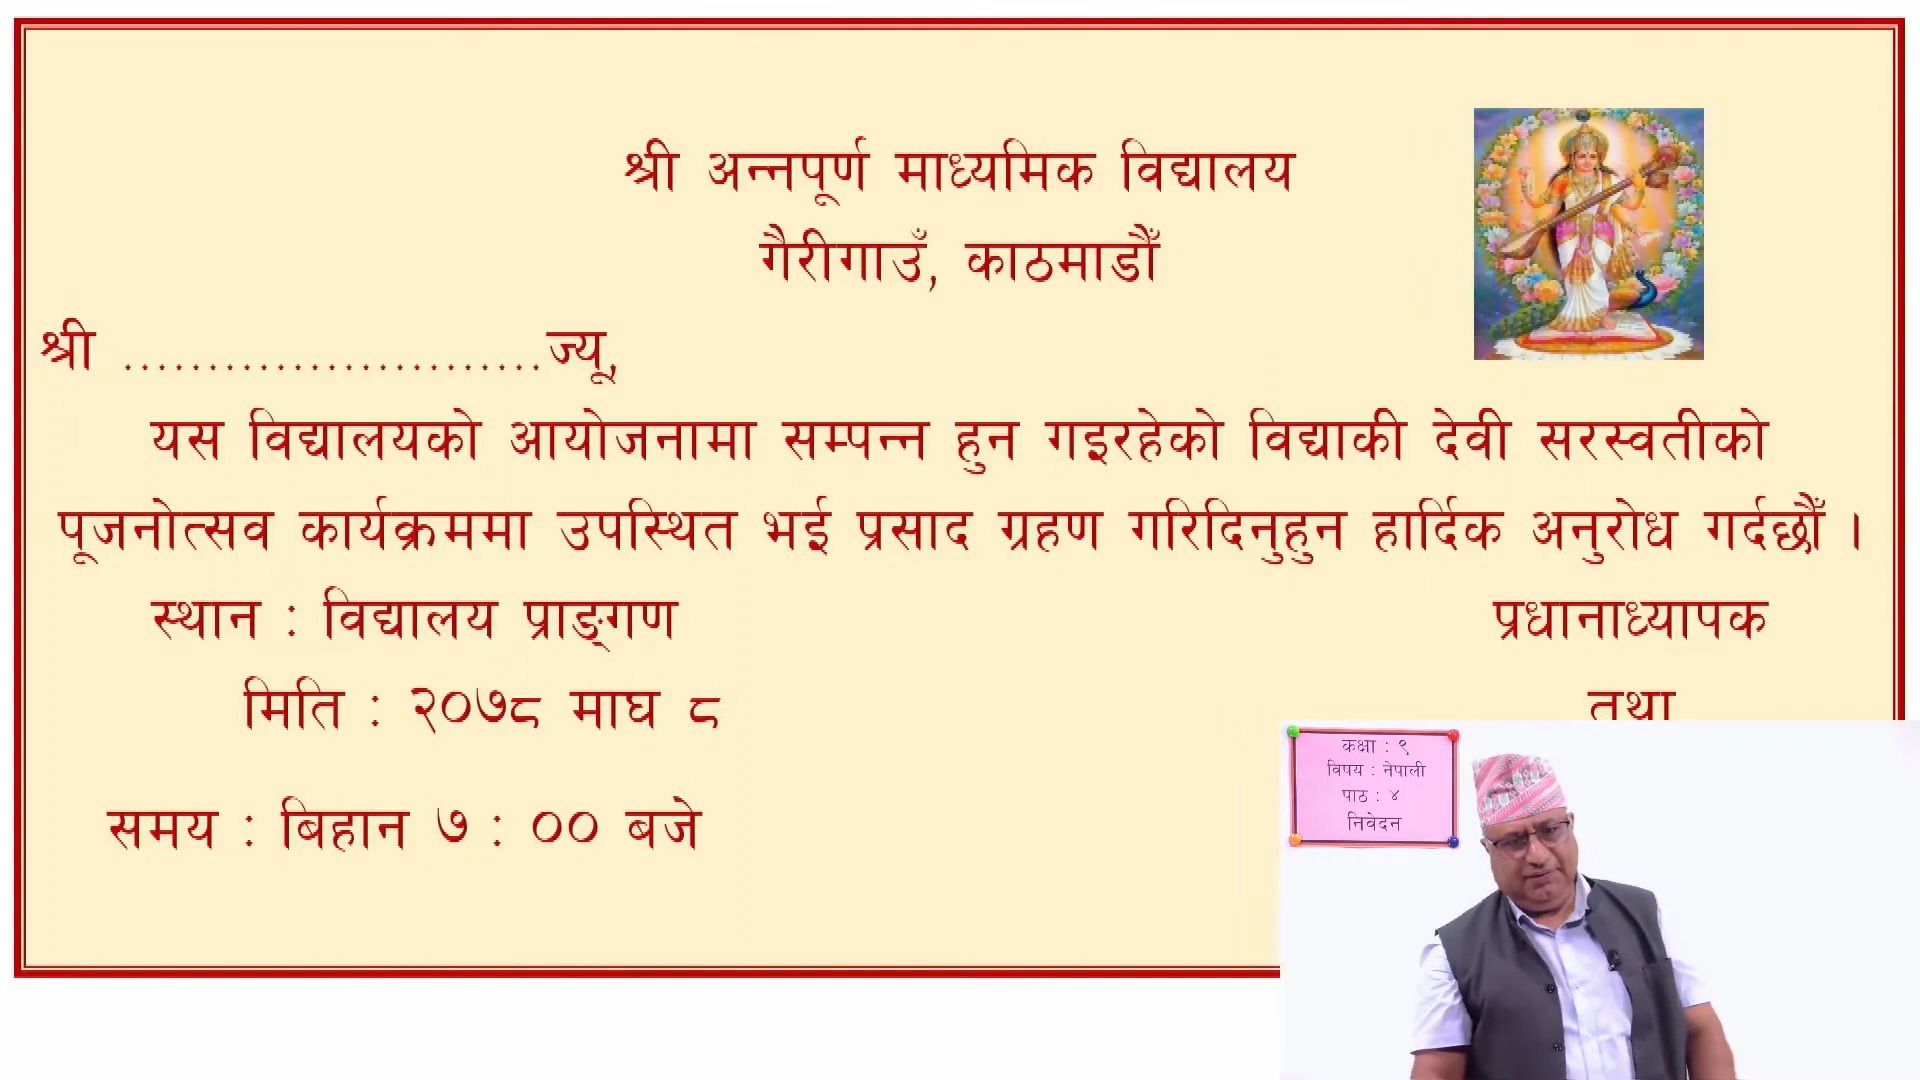 श्री अन्नपूर्ण माध्यमिक विद्यालय
गैरीगाउँ, काठमाडौँ
श्री .........................ज्यू,
यस विद्यालयको आयोजनामा सम्पन्न हुन गइरहेको विद्याकी देवी सरस्वतीको
पूजनोत्सव कार्यक्रममा उपस्थित भई प्रसाद ग्रहण गरिदिनुहुन हार्दिक अनुरोध गर्दछौँ ।
स्थान : विद्यालय प्राङ्गण
प्रधानाध्यापक
मिति : २०७८ माघ ८
तथा
समय : बिहान ७ : ०० बजे
कक्षा : ९
विषय : नेपाली
पाठ : ४
निवेदन